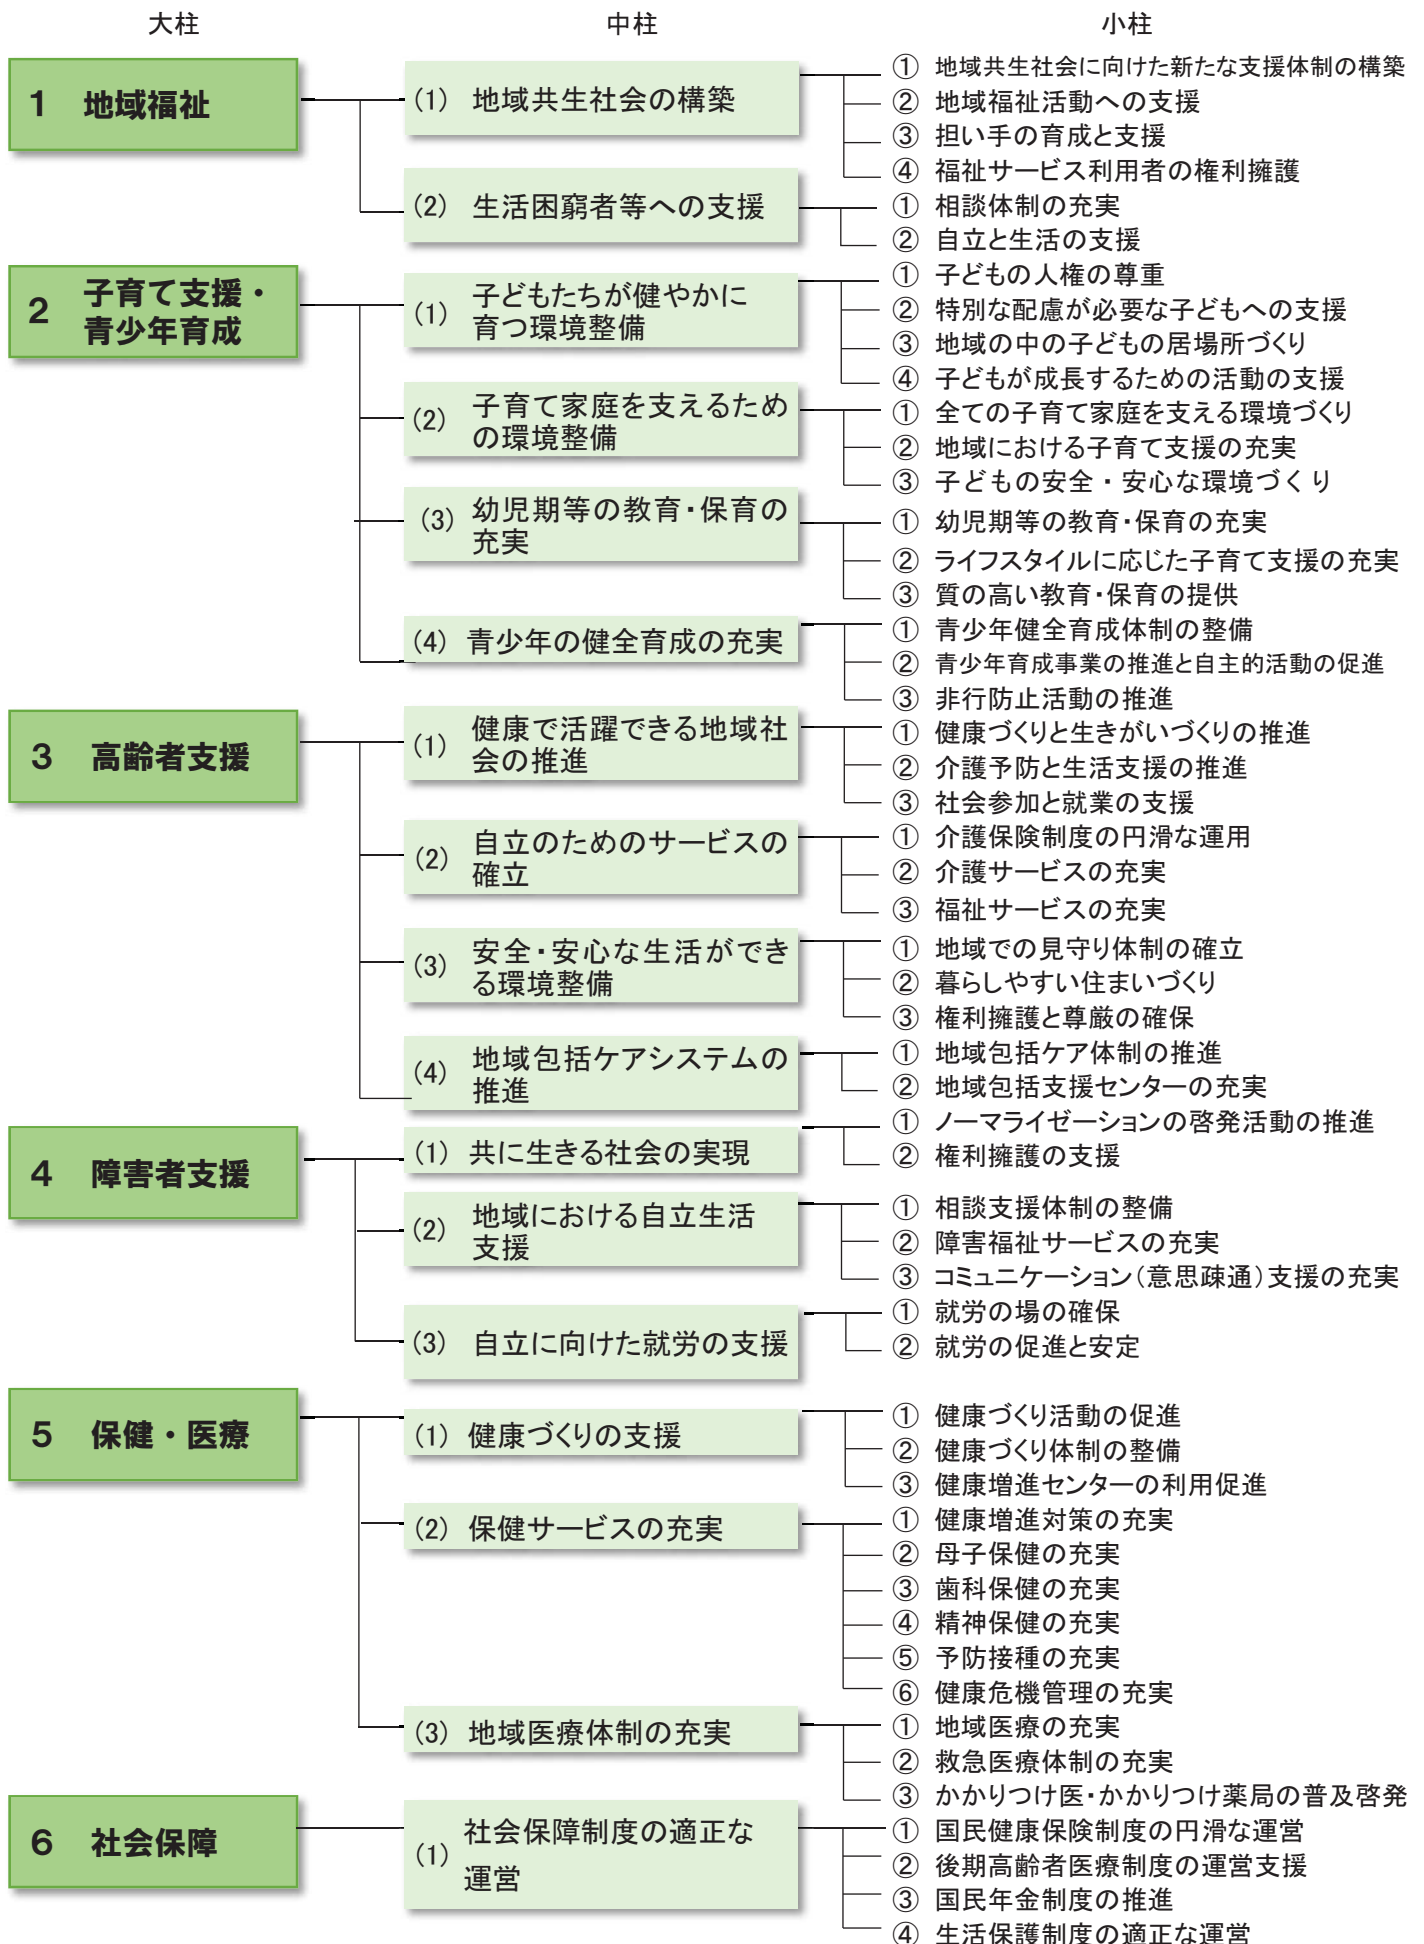 大柱 中柱 小柱
1 地域福祉
(1) 地域共生社会の構築
① 地域共生社会に向けた新たな支援体制の構築
② 地域福祉活動への支援
③ 担い手の育成と支援
④ 福祉サービス利用者の権利擁護
(2) 生活困窮者等への支援
① 相談体制の充実
② 自立と生活の支援
2 子育て支援・
青少年育成
(1) 子どもたちが健やかに
育つ環境整備
① 子どもの人権の尊重
② 特別な配慮が必要な子どもへの支援
③ 地域の中の子どもの居場所づくり
④ 子どもが成長するための活動の支援
(2) 子育て家庭を支えるため
の環境整備
① 全ての子育て家庭を支える環境づくり
② 地域における子育て支援の充実
③ 子どもの安全・安心な環境づくり
(3) 幼児期等の教育・保育の
充実
① 幼児期等の教育・保育の充実
② ライフスタイルに応じた子育て支援の充実
③ 質の高い教育・保育の提供
(4) 青少年の健全育成の充実
① 青少年健全育成体制の整備
② 青少年育成事業の推進と自主的活動の促進
③ 非行防止活動の推進
3 高齢者支援
(1) 健康で活躍できる地域社
会の推進
① 健康づくりと生きがいづくりの推進
② 介護予防と生活支援の推進
③ 社会参加と就業の支援
(2) 自立のためのサービスの
確立
① 介護保険制度の円滑な運用
② 介護サービスの充実
③ 福祉サービスの充実
(3) 安全・安心な生活ができ
る環境整備
① 地域での見守り体制の確立
② 暮らしやすい住まいづくり
③ 権利擁護と尊厳の確保
(4) 地域包括ケアシステムの
推進
① 地域包括ケア体制の推進
② 地域包括支援センターの充実
4 障害者支援
(1) 共に生きる社会の実現
① ノーマライゼーションの啓発活動の推進
② 権利擁護の支援
(2) 地域における自立生活
支援
① 相談支援体制の整備
② 障害福祉サービスの充実
③ コミュニケーション(意思疎通)支援の充実
(3) 自立に向けた就労の支援
① 就労の場の確保
② 就労の促進と安定
5 保健・医療
(1) 健康づくりの支援
① 健康づくり活動の促進
② 健康づくり体制の整備
③ 健康増進センターの利用促進
(2) 保健サービスの充実
① 健康増進対策の充実
② 母子保健の充実
③ 歯科保健の充実
④ 精神保健の充実
⑤ 予防接種の充実
⑥ 健康危機管理の充実
(3) 地域医療体制の充実
① 地域医療の充実
② 救急医療体制の充実
③ かかりつけ医・かかりつけ薬局の普及啓発
6 社会保障
(1) 社会保障制度の適正な
運営
① 国民健康保険制度の円滑な運営
② 後期高齢者医療制度の運営支援
③ 国民年金制度の推進
④ 生活保護制度の適正な運営